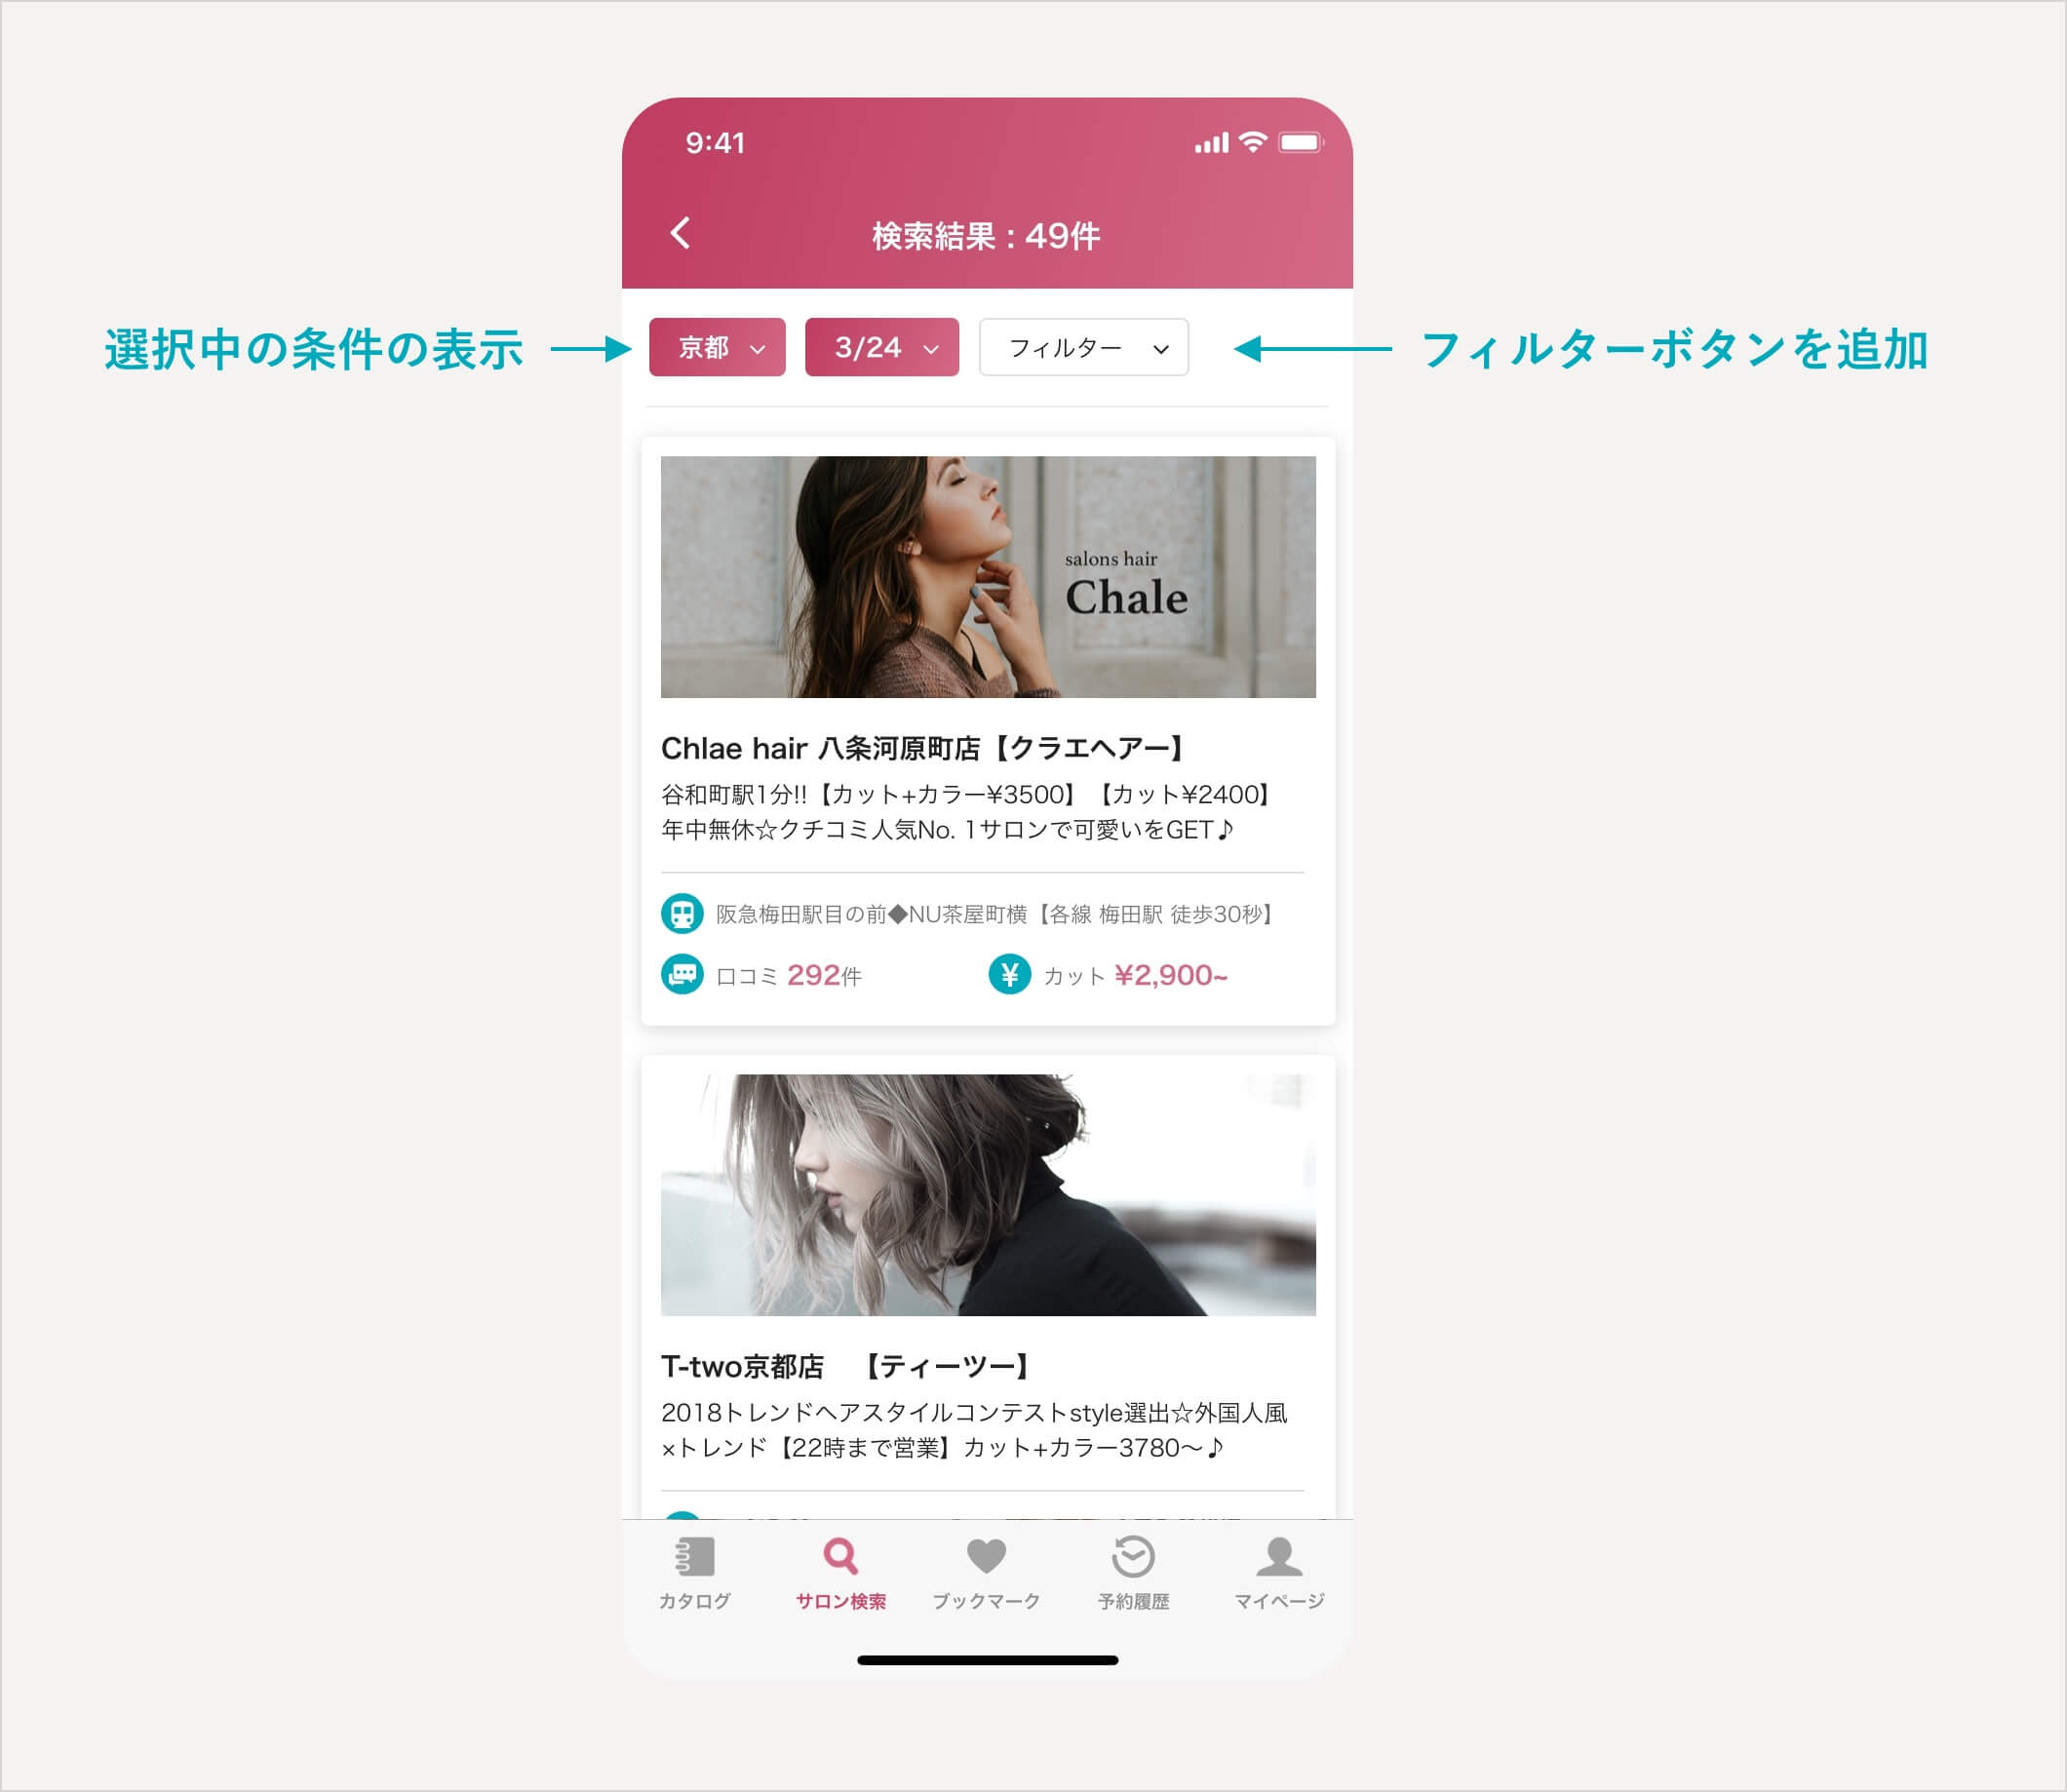 9:41
検索結果：49件
選択中の条件の表示
京都
3/24
フィルター
フィルターボタンを追加
salons hair
Chale
Chlae hair 八条河原町店【クラエヘアー】
谷和町駅1分!!【カット+カラー¥3500】【カット¥2400】
年中無休☆クチコミ人気No. 1サロンで可愛いをGET♪
阪急梅田駅目の前◆NU茶屋町横【各線 梅田駅 徒歩30秒】
口コミ 292件
カット ¥2,900~
T-two京都店　【ティーツー】
2018トレンドヘアスタイルコンテストstyle選出☆外国人風
×トレンド【22時まで営業】カット+カラー3780〜♪
カタログ
サロン検索
ブックマーク
予約履歴
マイページ